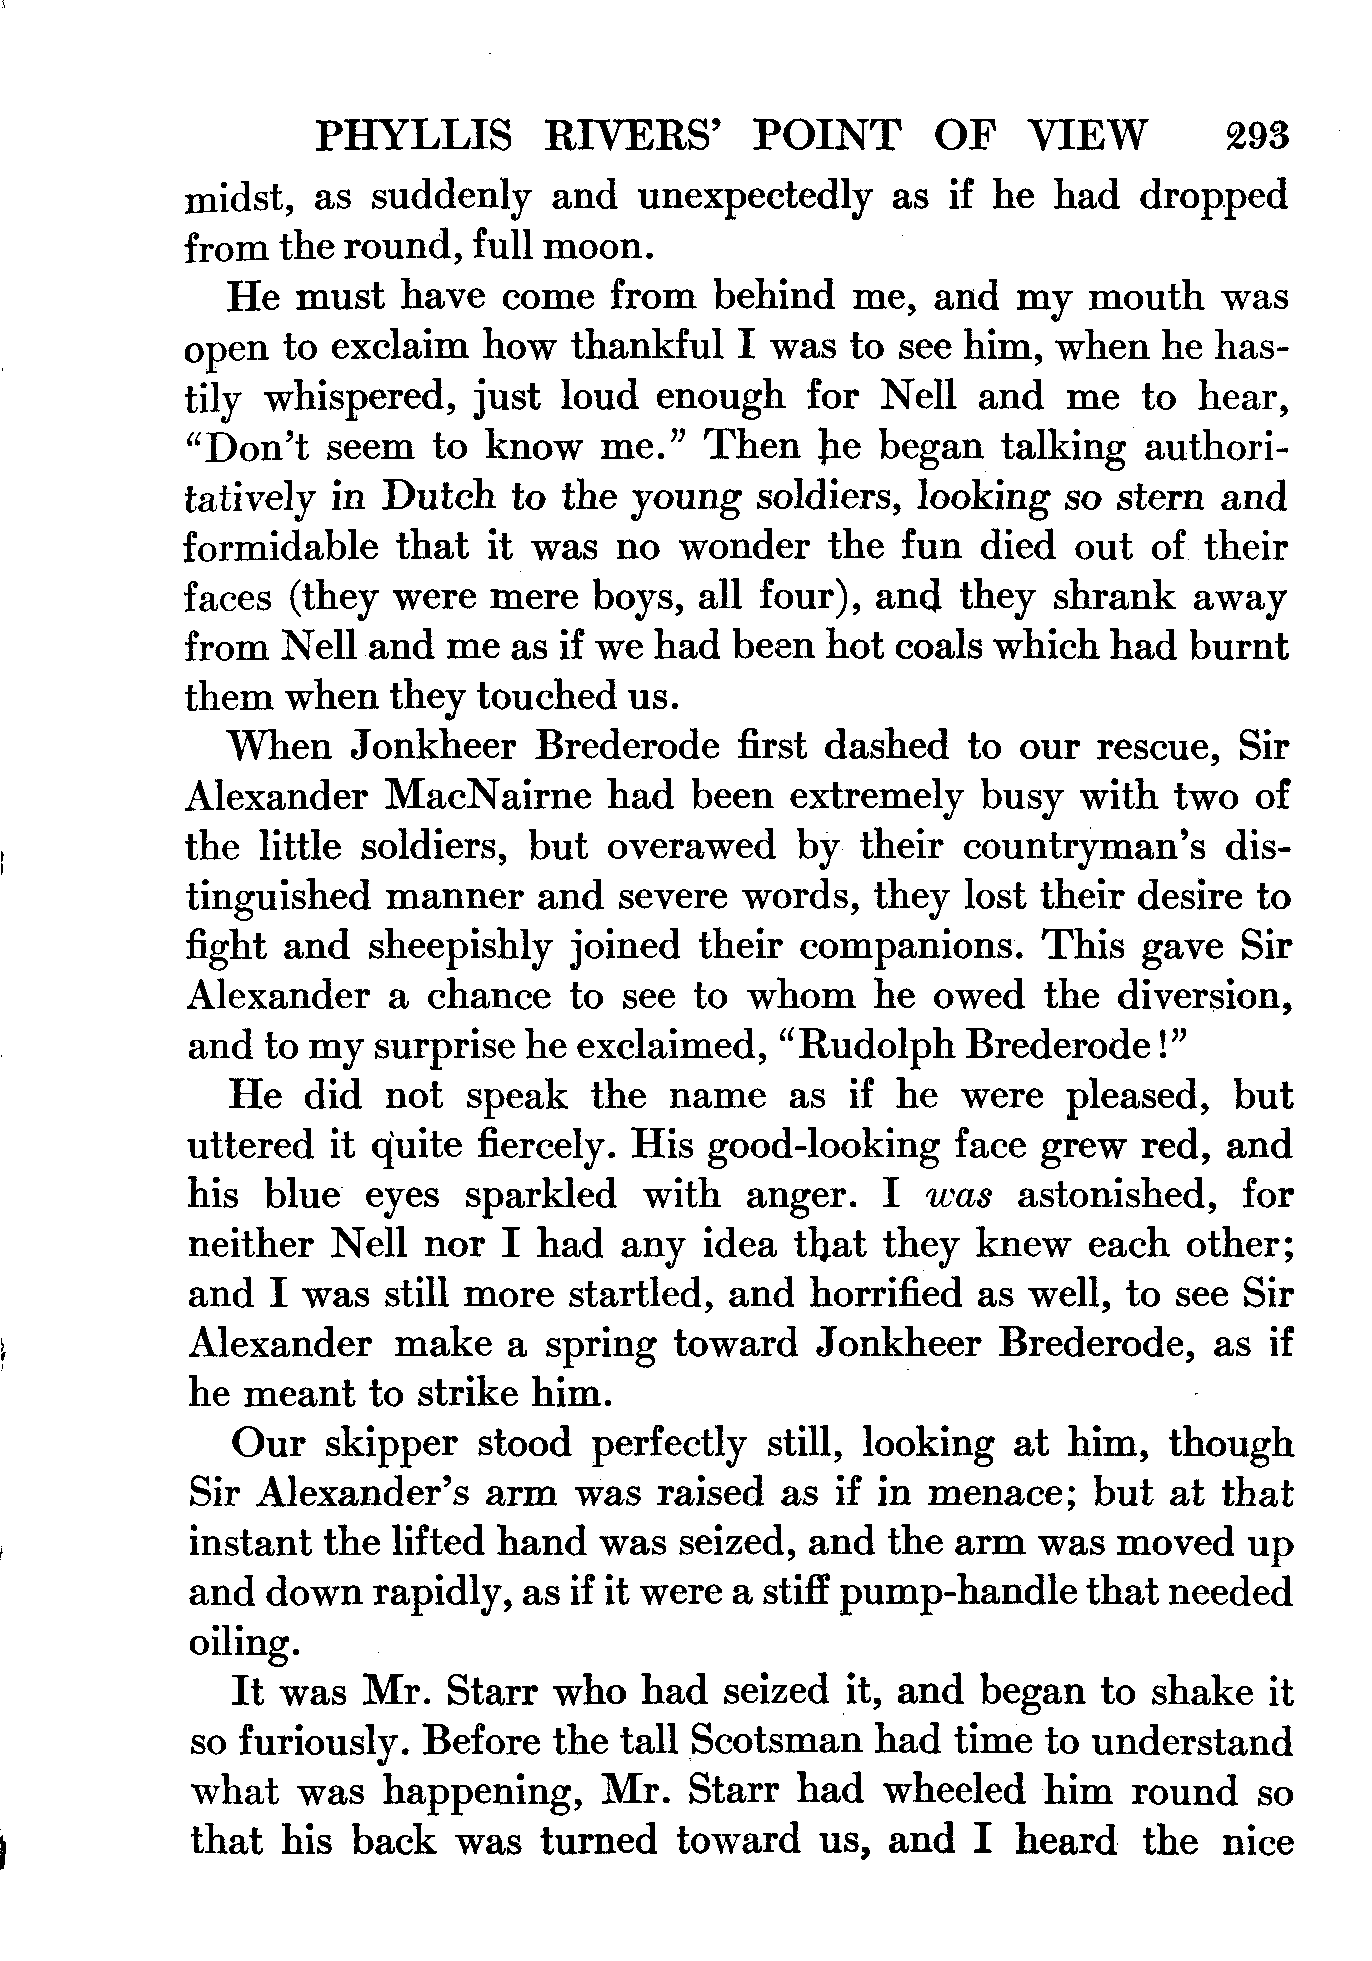 PHYLLIS RIVERS' POINT OF VIEW 293
midst, as suddenly and unexpectedly as if he had dropped
from the round, full moon.
He must have come from behind me, and my mouth was
open to exclaim how thankful I was to see him, when he has-
tily whispered, just loud enough for Nell and me to hear,
"Don't seem to know me." Then he began talking authori-
tatively in Dutch to the young soldiers, looking so stern and
formidable that it was no wonder the fun died out of their
faces (they were mere boys, all four), and they shrank away
from Nell and me as if we had been hot coals which had burnt
them when they touched us.
When Jonkheer Brederode first dashed to our rescue, Sir
Alexander MacNairne had been extremely busy with two of
the little soldiers, but overawed by their countryman's dis-
tinguished manner and severe words, they lost their desire to
fight and sheepishly joined their companions. This gave Sir
Alexander a chance to see to whom he owed the diversion,
and to my surprise he exclaimed, "Rudolph Brederode!"
He did not speak the name as if he were pleased, but
uttered it quite fiercely. His good-looking face grew red, and
his blue eyes sparkled with anger. I was astonished, for
neither Nell nor I had any idea that they knew each other;
and I was still more startled, and horrified as well, to see Sir
Alexander make a spring toward Jonkheer Brederode, as if
he meant to strike him.
Our skipper stood perfectly still, looking at him, though
Sir Alexander's arm was raised as if in menace; but at that
instant the lifted hand was seized, and the arm was moved up
and down rapidly, as if it were a stiff pump-handle that needed
oiling.
It was Mr. Starr who had seized it, and began to shake it
so furiously. Before the tall Scotsman had time to understand
what was happening, Mr. Starr had wheeled him round so
that his back was turned toward us, and I heard the nice